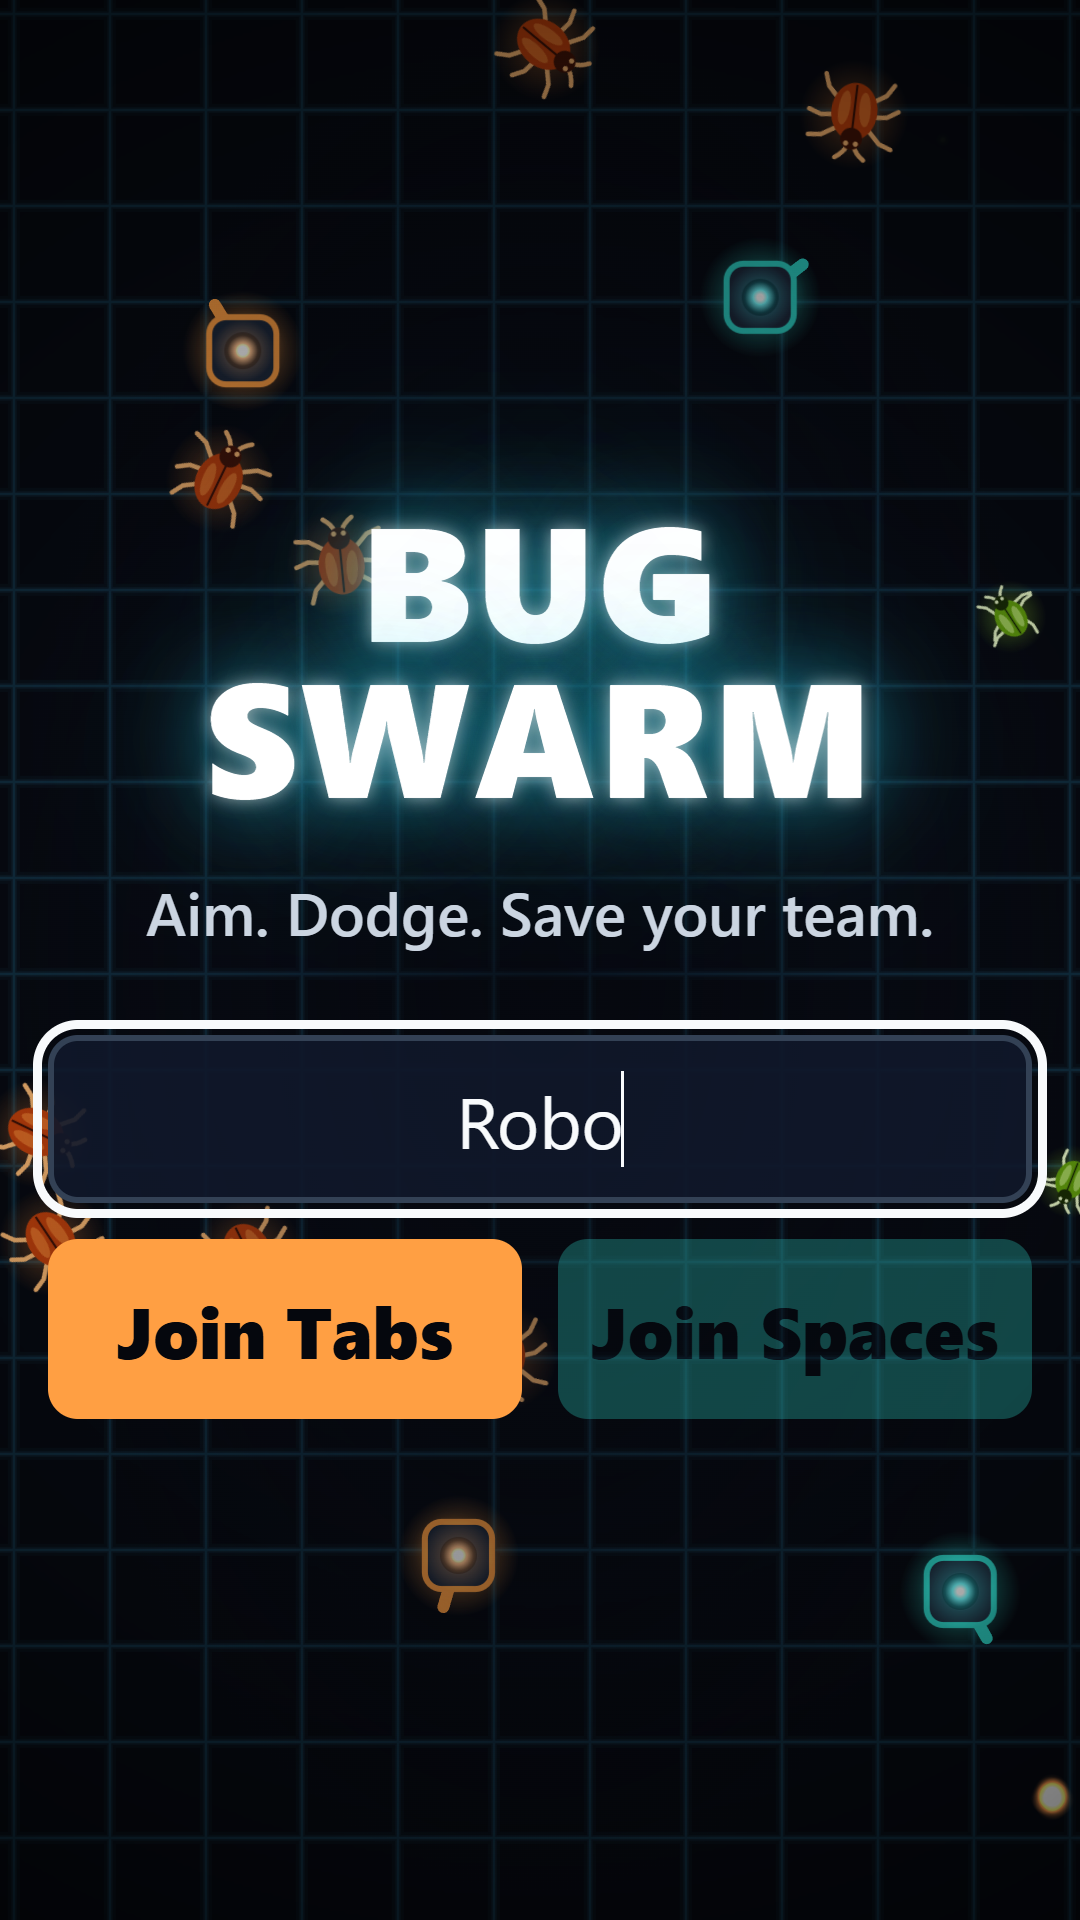 BUG
SWARM
Aim. Dodge. Save your team.
Robo
Join Tabs
Join Spaces